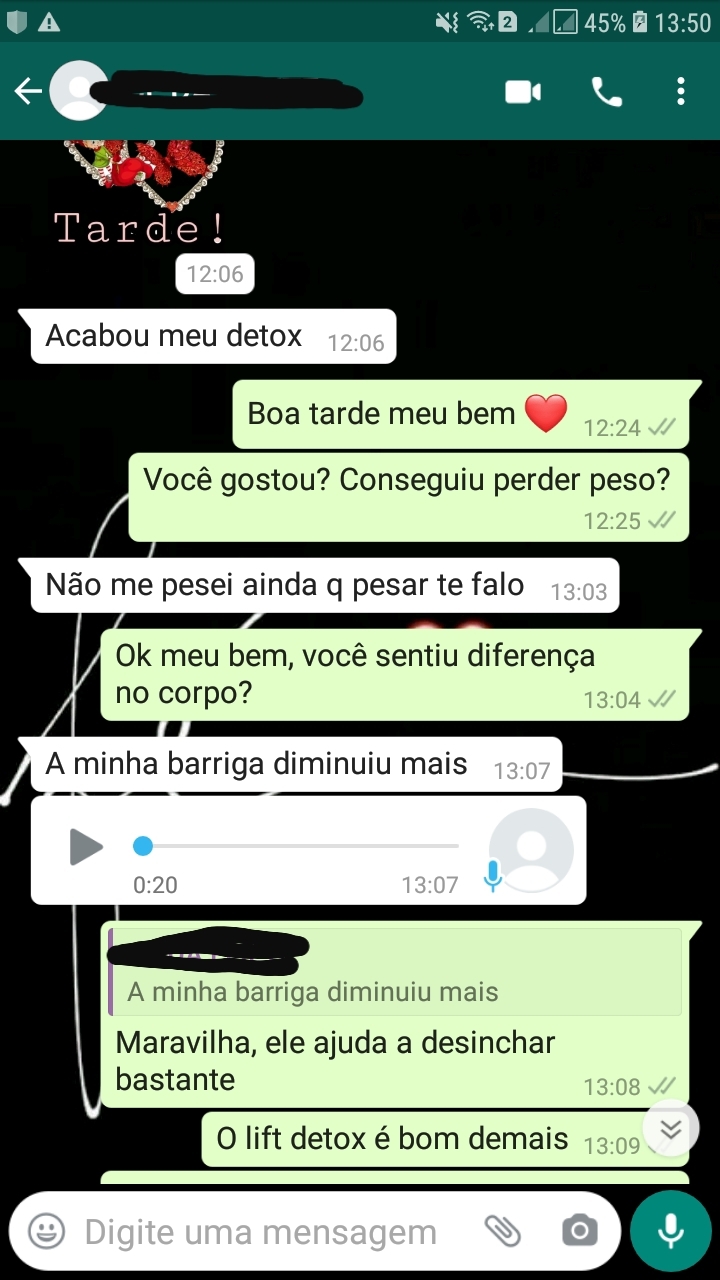 2 45% 13:50
Tarde!
12:06
Acabou meu detox 12:06
Boa tarde meu bem ❤️ 12:24
Você gostou? Conseguiu perder peso?
12:25
Não me pesei ainda q pesar te falo 13:03
Ok meu bem, você sentiu diferença
no corpo? 13:04
A minha barriga diminuiu mais 13:07
0:20 13:07
A minha barriga diminuiu mais
Maravilha, ele ajuda a desinchar
bastante 13:08
O lift detox é bom demais 13:09
Digite uma mensagem